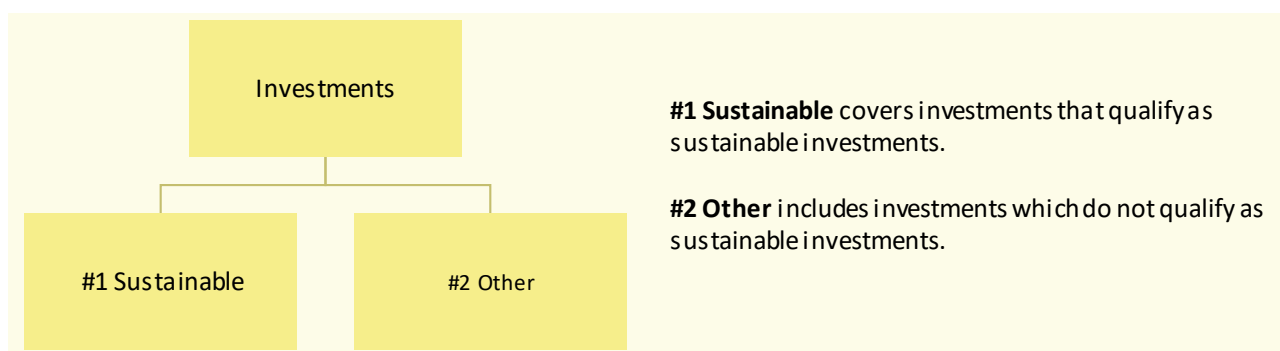 Investments
#1 Sustainable
#2 Other
#1 Sustainable covers investments that qualify as
sustainable investments.
#2 Other includes investments which do not qualify as
sustainable investments.